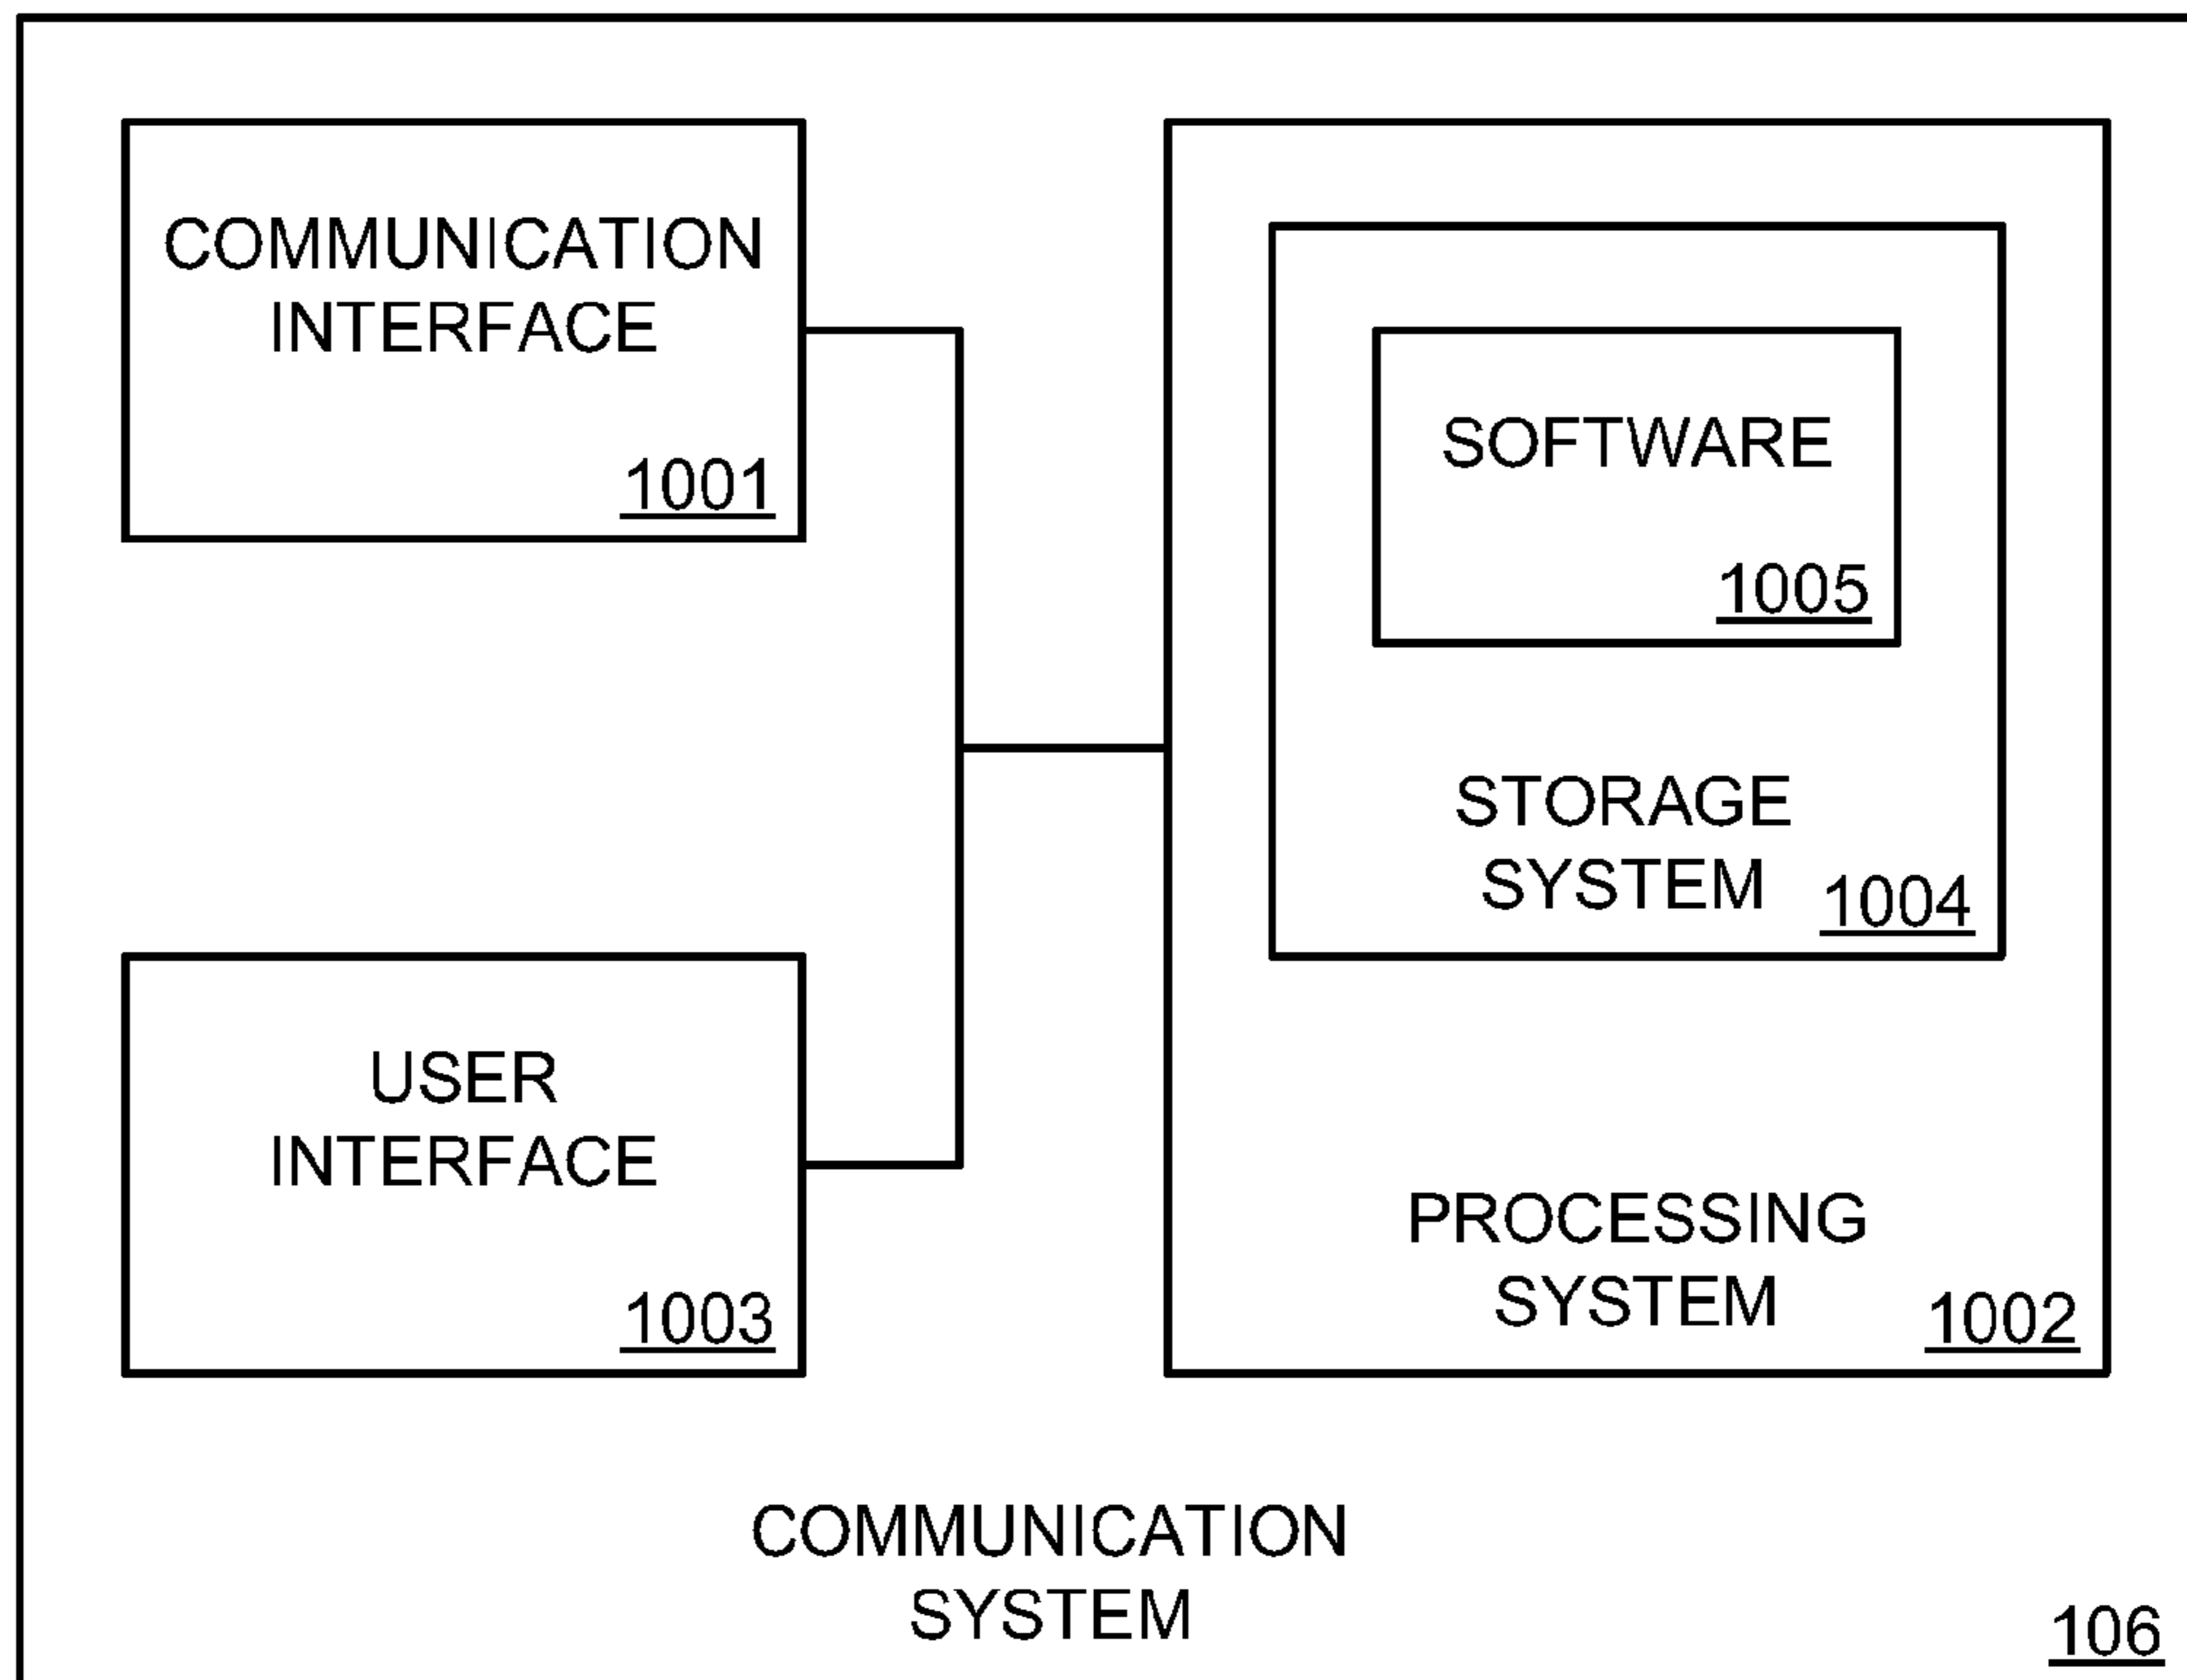 COMMUNICATION
INTERFACE
1001
SOFTWARE
1005
STORAGE
SYSTEM
1004
USER
INTERFACE
1003
PROCESSING
SYSTEM
1002
COMMUNICATION
SYSTEM
106